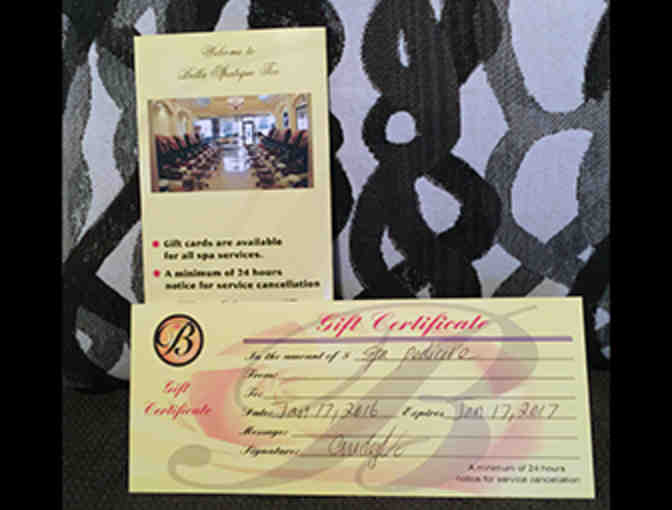 Welcome to
Bella Spatique Too
Gift cards are available
for all spa services.
A minimum of 24 hours
notice for service cancellation
B
Gift
Certificate
Gift Certificate
In the amount of $ Spa pedicure
From:
To:
Date: Jan 17, 2016 Expires Jan 17, 2017
Message:
Signature:
A minimum of 24 hours
notice for service cancellation